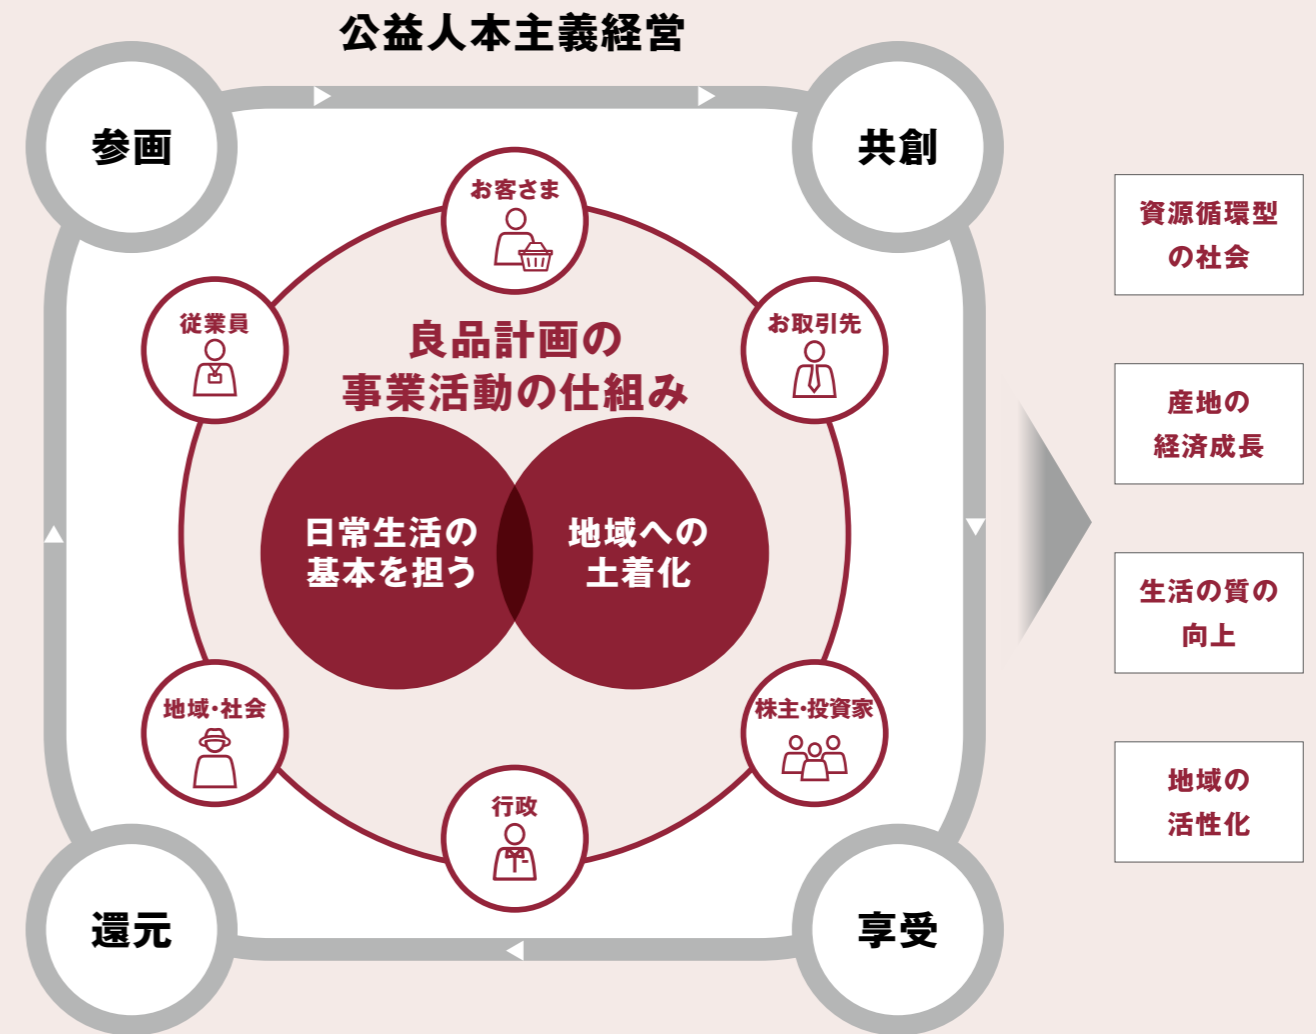 公益人本主義経営
参画
共創
お客さま
従業員
お取引先
良品計画の
事業活動の仕組み
日常生活の
基本を担う
地域への
土着化
地域・社会
株主・投資家
行政
還元
享受
資源循環型
の社会
産地の
経済成長
生活の質の
向上
地域の
活性化